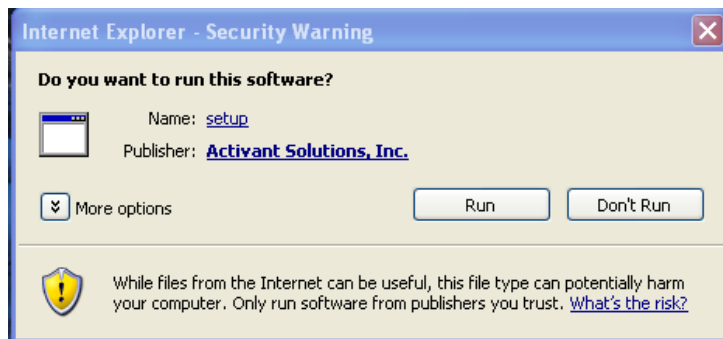 Internet Explorer - Security Warning
Do you want to run this software?
Name: setup
Publisher: Activant Solutions, Inc.
More options
Run
Don't Run
While files from the Internet can be useful, this file type can potentially harm
your computer. Only run software from publishers you trust. What's the risk?